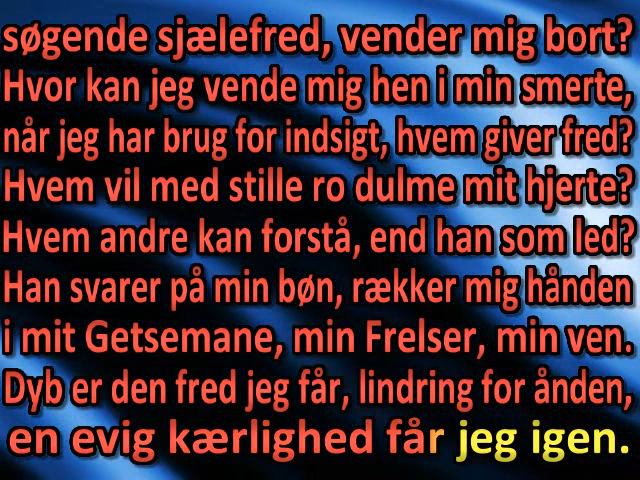 søgende sjælefred, vender mig bort?
Hvor kan jeg vende mig hen i min smerte,
når jeg har brug for indsigt, hvem giver fred?
Hvem vil med stille ro dulme mit hjerte?
Hvem andre kan forstå, end han som led?
Han svarer på min bøn, rækker mig hånden
i mit Getsemane, min Frelser, min ven.
Dyb er den fred jeg får, lindring for ånden,
en evig kærlighed får jeg igen.